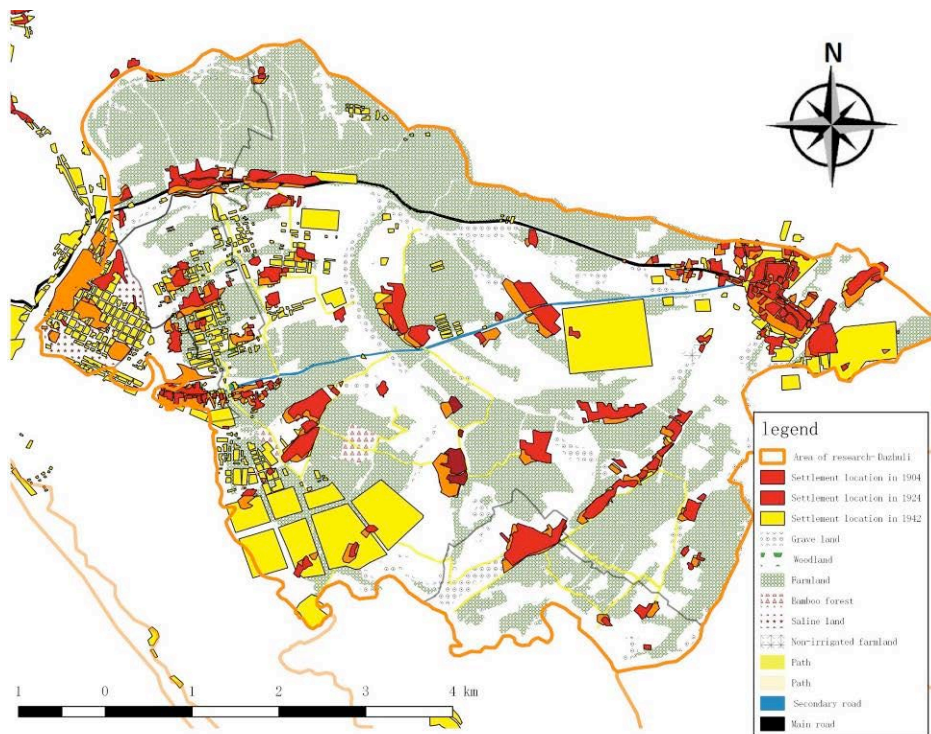 N
legend
Area of research-Dazhuli
Settlement location in 1904
Settlement location in 1924
Settlement location in 1942
Grave land
Woodland
Farmland
Bamboo forest
Saline land
Non-irrigated farmland
Path
Path
Secondary road
Main road
1 0 1 2 3 4 km